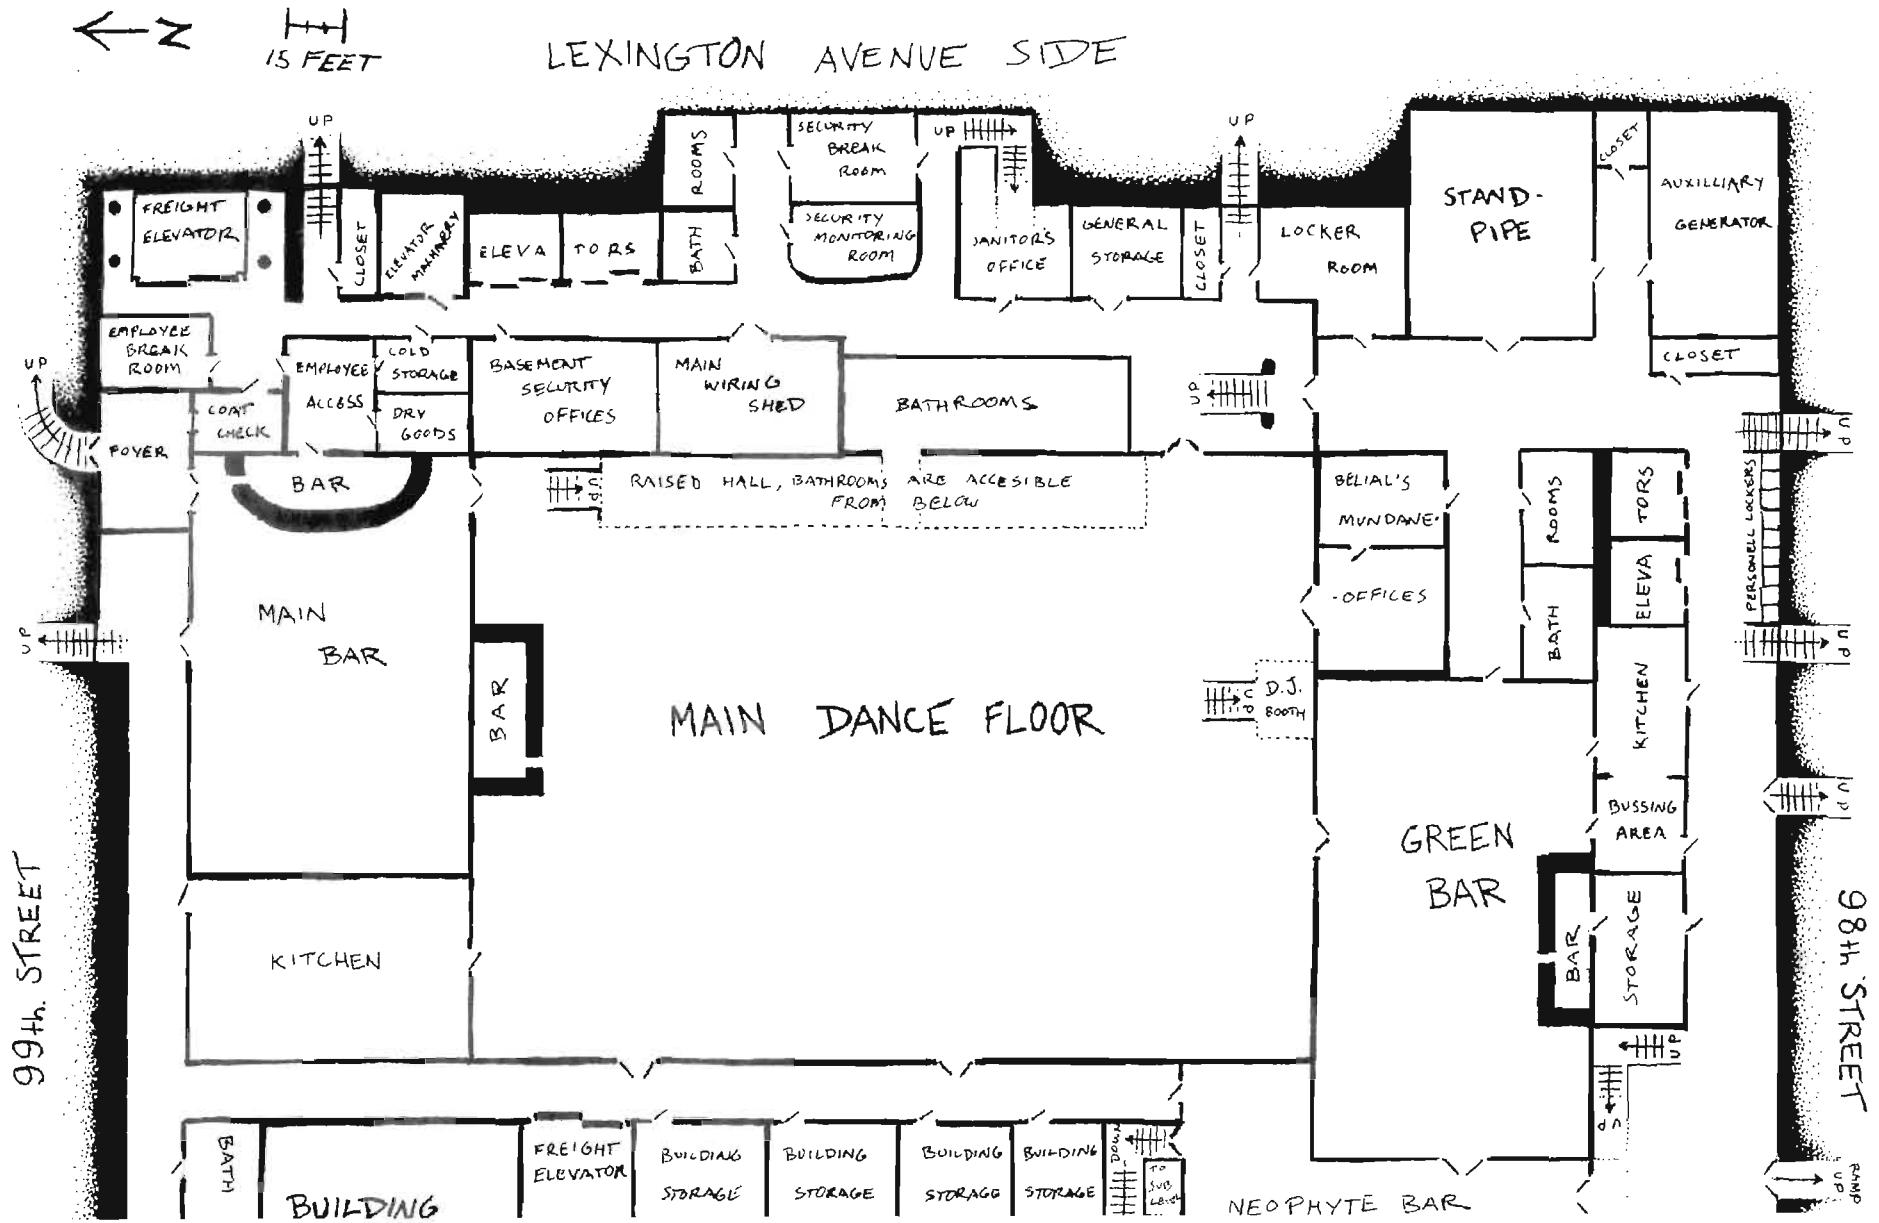 N
15 FEET
LEXINGTON AVENUE SIDE
UP
UP
UP
ROOMS
BATH
SECURITY
BREAK
ROOM
SECURITY
MONITORING
ROOM
FREIGHT
ELEVATOR
CLOSET
ELEVATOR
MACHINERY
ELEVA
TORS
JANITOR'S
OFFICE
GENERAL
STORAGE
CLOSET
LOCKER
ROOM
STAND-
PIPE
CLOSET
AUXILLIARY
GENERATOR
CLOSET
UP
EMPLOYEE
BREAK
ROOM
FOYER
COAT
CHECK
EMPLOYEE
ACCESS
COLD
STORAGE
DRY
GOODS
BASEMENT
SECURITY
OFFICES
MAIN
WIRING
SHED
BATHROOMS
UP
UP
BAR
UP
RAISED HALL, BATHROOMS ARE ACCESIBLE
FROM BELOW
BELIAL'S
MUNDANE-
-OFFICES
ROOMS
BATH
TORS
ELEVA
PERSONELL LOCKERS
UP
MAIN
BAR
BAR
MAIN DANCE FLOOR
UP
D.J.
BOOTH
KITCHEN
UP
UP
BUSSING
AREA
GREEN
BAR
BAR
STORAGE
99th. STREET
98th STREET
KITCHEN
UP
UP
BATH
BUILDING
FREIGHT
ELEVATOR
BUILDING
STORAGE
BUILDING
STORAGE
BUILDING
STORAGE
BUILDING
STORAGE
DOWN
TO
SUB
LEVEL
NEOPHYTE BAR
UP
RAMP